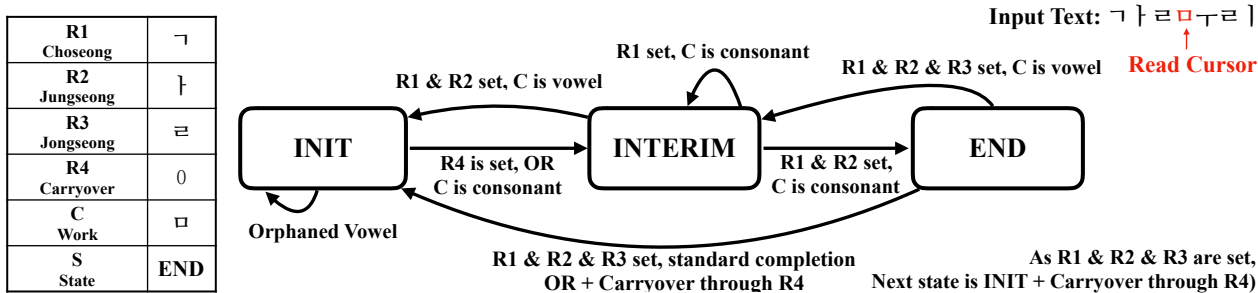 R1
Choseong
ㄱ
R2
Jungseong
ㅏ
R3
Jongseong
ㄹ
R4
Carryover
0
C
Work
ㅁ
S
State
END
Input Text: ㄱㅏㄹㅁㅜㄹㅣ
Read Cursor
R1 set, C is consonant
R1 & R2 set, C is vowel
R1 & R2 & R3 set, C is vowel
INIT
INTERIM
END
R4 is set, OR
C is consonant
R1 & R2 set,
C is consonant
Orphaned Vowel
R1 & R2 & R3 set, standard completion
OR + Carryover through R4
As R1 & R2 & R3 are set,
Next state is INIT + Carryover through R4)